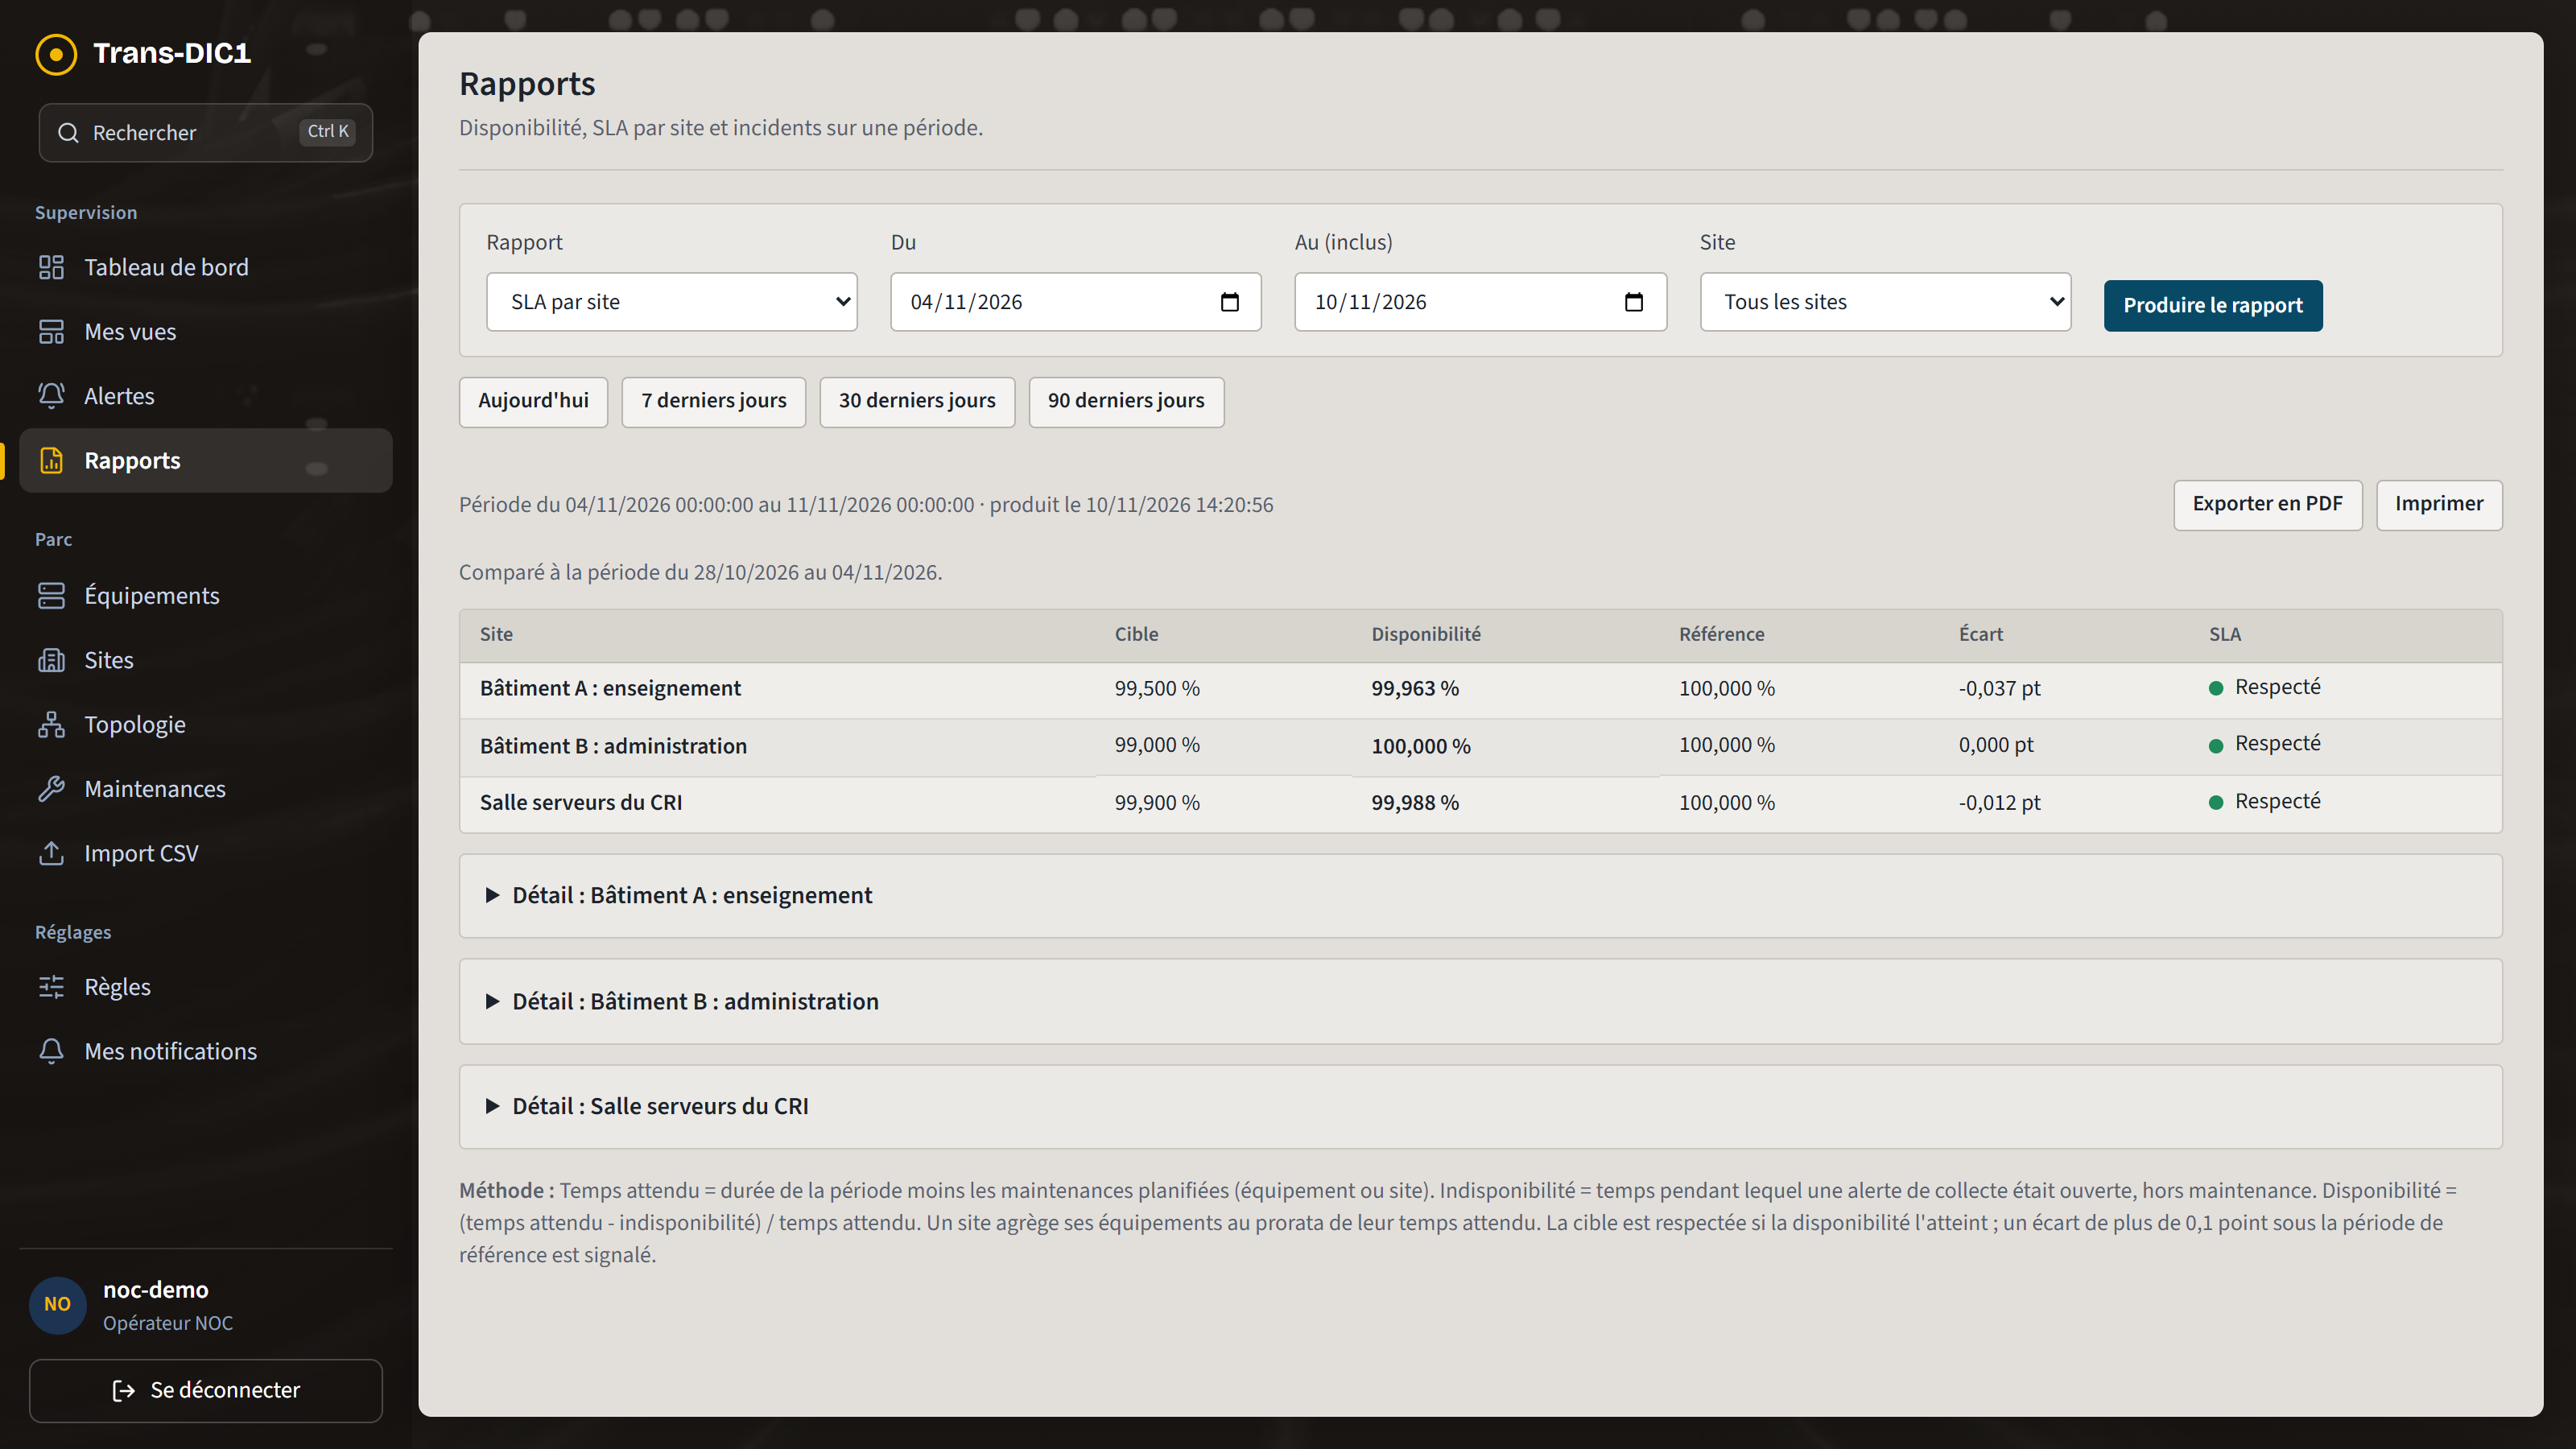 Trans-DIC1
Rechercher Ctrl K
Supervision
Tableau de bord
Mes vues
Alertes
Rapports
Parc
Équipements
Sites
Topologie
Maintenances
Import CSV
Réglages
Règles
Mes notifications
NO noc-demo
Opérateur NOC
Se déconnecter
Rapports
Disponibilité, SLA par site et incidents sur une période.
Rapport Du Au (inclus) Site
SLA par site 04/11/2026 10/11/2026 Tous les sites Produire le rapport
Aujourd'hui 7 derniers jours 30 derniers jours 90 derniers jours
Période du 04/11/2026 00:00:00 au 11/11/2026 00:00:00 · produit le 10/11/2026 14:20:56 Exporter en PDF Imprimer
Comparé à la période du 28/10/2026 au 04/11/2026.
Site Cible Disponibilité Référence Écart SLA
Bâtiment A : enseignement 99,500 % 99,963 % 100,000 % -0,037 pt Respecté
Bâtiment B : administration 99,000 % 100,000 % 100,000 % 0,000 pt Respecté
Salle serveurs du CRI 99,900 % 99,988 % 100,000 % -0,012 pt Respecté
Détail : Bâtiment A : enseignement
Détail : Bâtiment B : administration
Détail : Salle serveurs du CRI
Méthode : Temps attendu = durée de la période moins les maintenances planifiées (équipement ou site). Indisponibilité = temps pendant lequel une alerte de collecte était ouverte, hors maintenance. Disponibilité =
(temps attendu - indisponibilité) / temps attendu. Un site agrège ses équipements au prorata de leur temps attendu. La cible est respectée si la disponibilité l'atteint ; un écart de plus de 0,1 point sous la période de
référence est signalé.